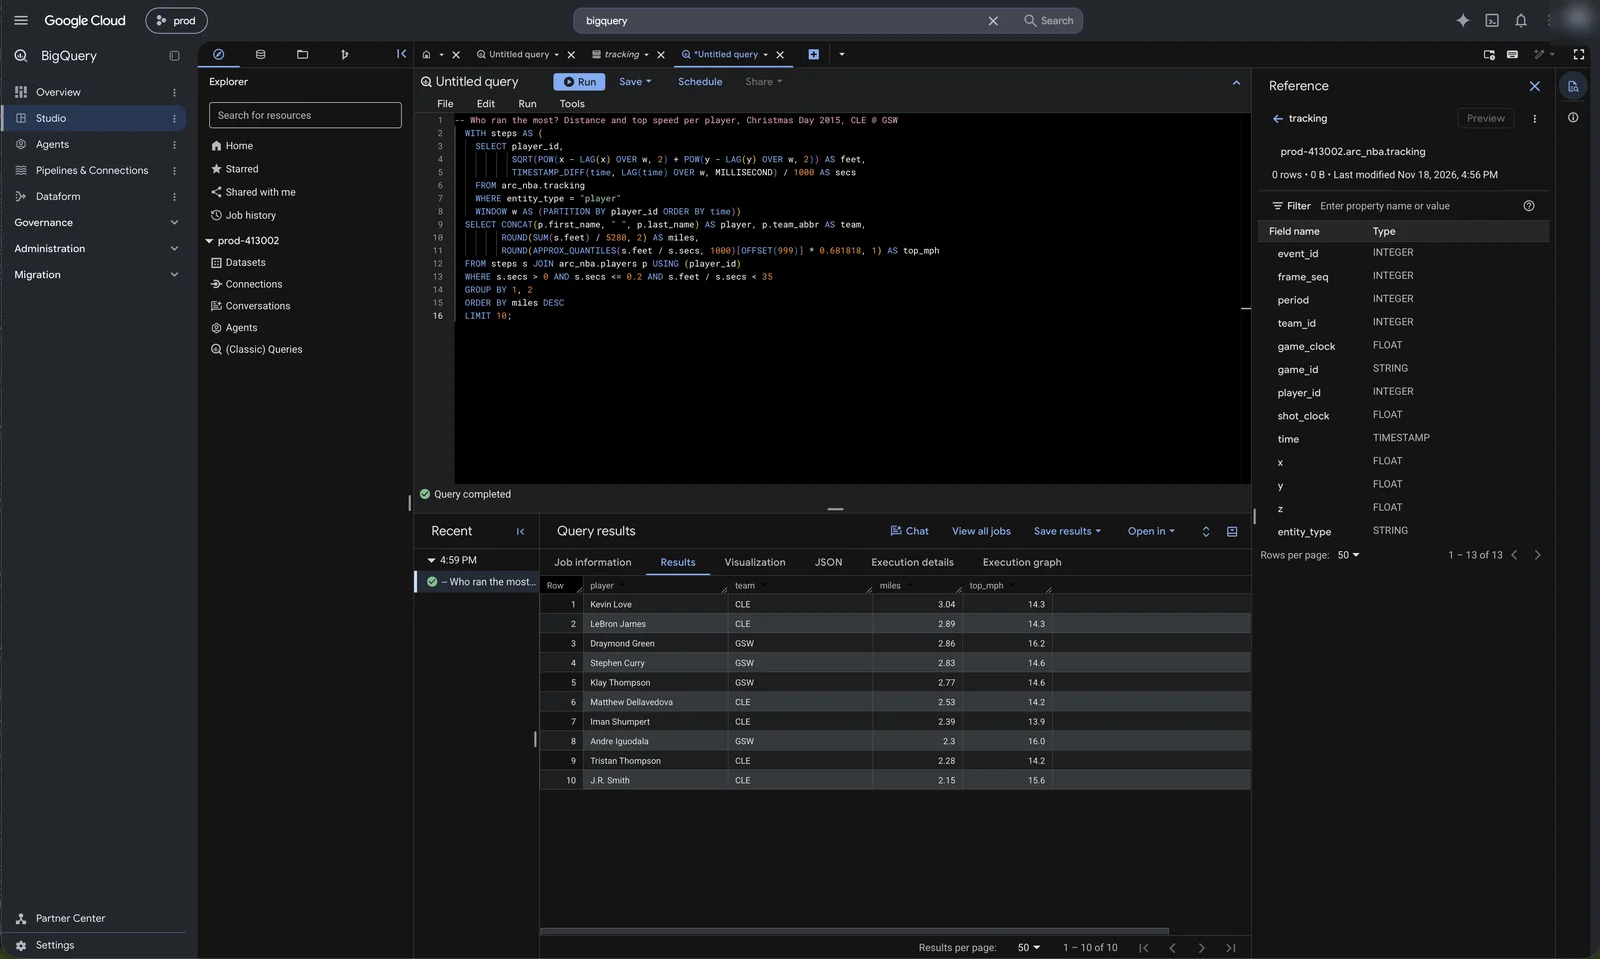 Google Cloud
prod
bigquery
Search
BigQuery
Overview
Studio
Agents
Pipelines & Connections
Dataform
Governance
Administration
Migration
Partner Center
Settings
Explorer
Search for resources
Home
Starred
Shared with me
Job history
prod-413002
Datasets
Connections
Conversations
Agents
(Classic) Queries
Untitled query
tracking
*Untitled query
Untitled query
Run
Save
Schedule
Share
File Edit Run Tools
1 -- Who ran the most? Distance and top speed per player, Christmas Day 2015, CLE @ GSW
2 WITH steps AS (
3 SELECT player_id,
4 SQRT(POW(x - LAG(x) OVER w, 2) + POW(y - LAG(y) OVER w, 2)) AS feet,
5 TIMESTAMP_DIFF(time, LAG(time) OVER w, MILLISECOND) / 1000 AS secs
6 FROM arc_nba.tracking
7 WHERE entity_type = "player"
8 WINDOW w AS (PARTITION BY player_id ORDER BY time))
9 SELECT CONCAT(p.first_name, " ", p.last_name) AS player, p.team_abbr AS team,
10 ROUND(SUM(s.feet) / 5280, 2) AS miles,
11 ROUND(APPROX_QUANTILES(s.feet / s.secs, 1000)[OFFSET(999)] * 0.681818, 1) AS top_mph
12 FROM steps s JOIN arc_nba.players p USING (player_id)
13 WHERE s.secs > 0 AND s.secs <= 0.2 AND s.feet / s.secs < 35
14 GROUP BY 1, 2
15 ORDER BY miles DESC
16 LIMIT 10;
Query completed
Recent
4:59 PM
-- Who ran the most...
Query results
Chat
View all jobs
Save results
Open in
Job information Results Visualization JSON Execution details Execution graph
Row player team miles top_mph
1 Kevin Love CLE 3.04 14.3
2 LeBron James CLE 2.89 14.3
3 Draymond Green GSW 2.86 16.2
4 Stephen Curry GSW 2.83 14.6
5 Klay Thompson GSW 2.77 14.6
6 Matthew Dellavedova CLE 2.53 14.2
7 Iman Shumpert CLE 2.39 13.9
8 Andre Iguodala GSW 2.3 16.0
9 Tristan Thompson CLE 2.28 14.2
10 J.R. Smith CLE 2.15 15.6
Results per page: 50 1 – 10 of 10
Reference
tracking
Preview
prod-413002.arc_nba.tracking
0 rows • 0 B • Last modified Nov 18, 2026, 4:56 PM
Filter Enter property name or value
Field name Type
event_id INTEGER
frame_seq INTEGER
period INTEGER
team_id INTEGER
game_clock FLOAT
game_id STRING
player_id INTEGER
shot_clock FLOAT
time TIMESTAMP
x FLOAT
y FLOAT
z FLOAT
entity_type STRING
Rows per page: 50 1 – 13 of 13